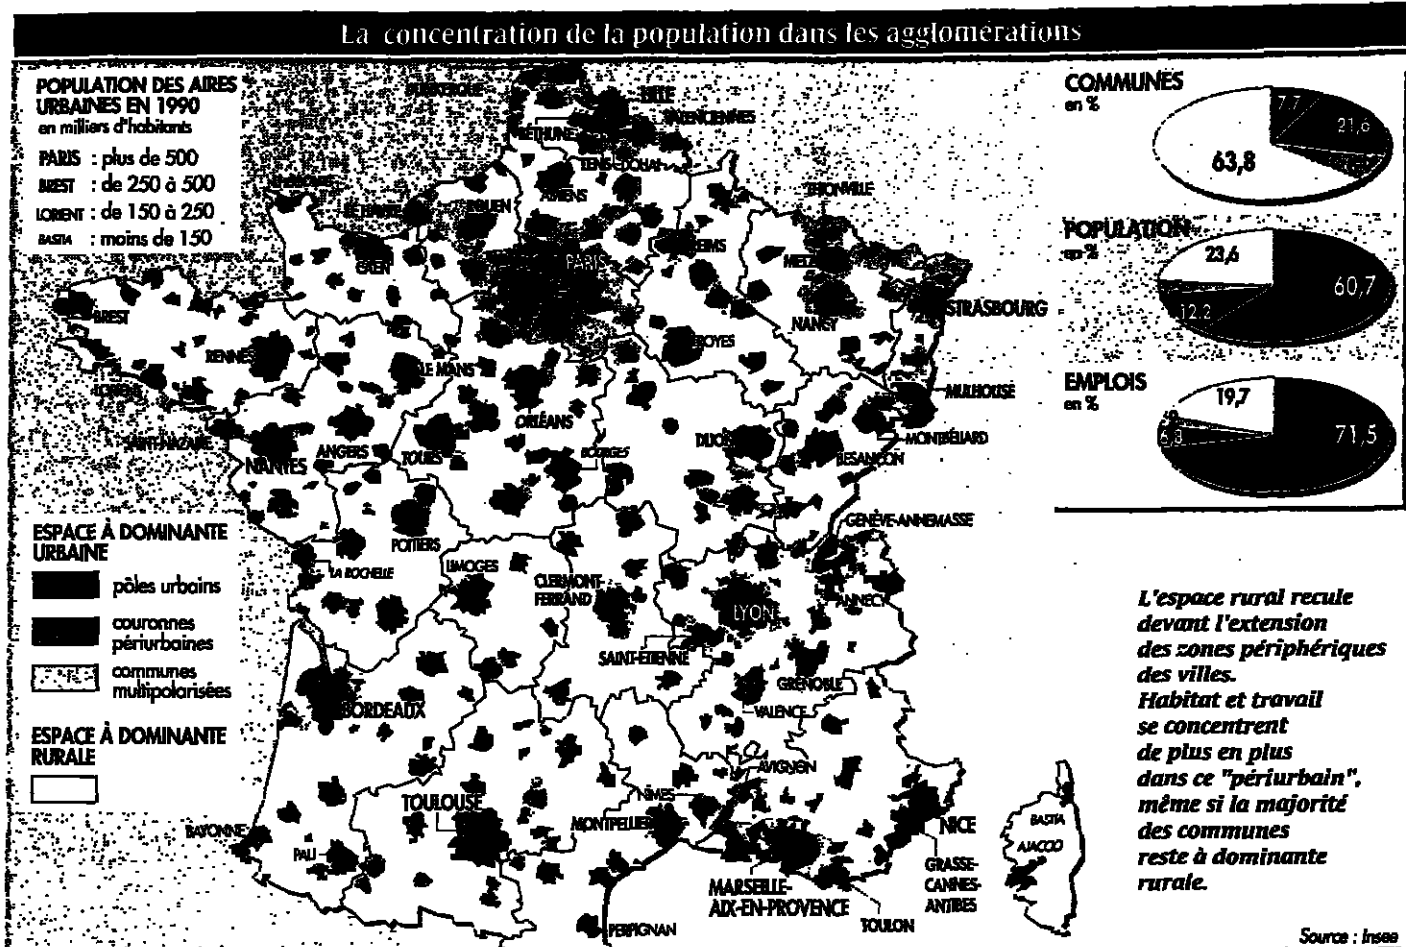 La concentration de la population dans les agglomérations
POPULATION DES AIRES
URBAINES EN 1990
en milliers d'habitants
PARIS : plus de 500
BREST : de 250 à 500
LORIENT : de 150 à 250
BASTIA : moins de 150
ESPACE À DOMINANTE
URBAINE
pôles urbains
couronnes
périurbaines
communes
multipolarisées
ESPACE À DOMINANTE
RURALE
DUNKERQUE
LILLE
VALENCIENNES
BÉTHUNE
LENS-DOUAI
AMIENS
LE HAVRE
ROUEN
THIONVILLE
CAEN
PARIS
REIMS
METZ
STRASBOURG
NANCY
BREST
TROYES
RENNES
LE MANS
LORIENT
MULHOUSE
ORLÉANS
SAINT-NAZAIRE
NANTES
ANGERS
TOURS
BOURGES
DIJON
MONTBÉLIARD
BESANÇON
GENÈVE-ANNEMASSE
POITIERS
LA ROCHELLE
LIMOGES
CLERMONT-
FERRAND
LYON
ANNECY
SAINT-ETIENNE
GRENOBLE
VALENCE
BORDEAUX
AVIGNON
NÎMES
TOULOUSE
MONTPELLIER
NICE
BAYONNE
PAU
MARSEILLE-
AIX-EN-PROVENCE
GRASSE-
CANNES-
ANTIBES
TOULON
PERPIGNAN
BASTIA
AJACCIO
COMMUNES
en %
7,7
21,6
63,8
POPULATION
en %
23,6
60,7
12,2
EMPLOIS
en %
19,7
71,5
L'espace rural recule
devant l'extension
des zones périphériques
des villes.
Habitat et travail
se concentrent
de plus en plus
dans ce "périurbain",
même si la majorité
des communes
reste à dominante
rurale.
Source : Insee